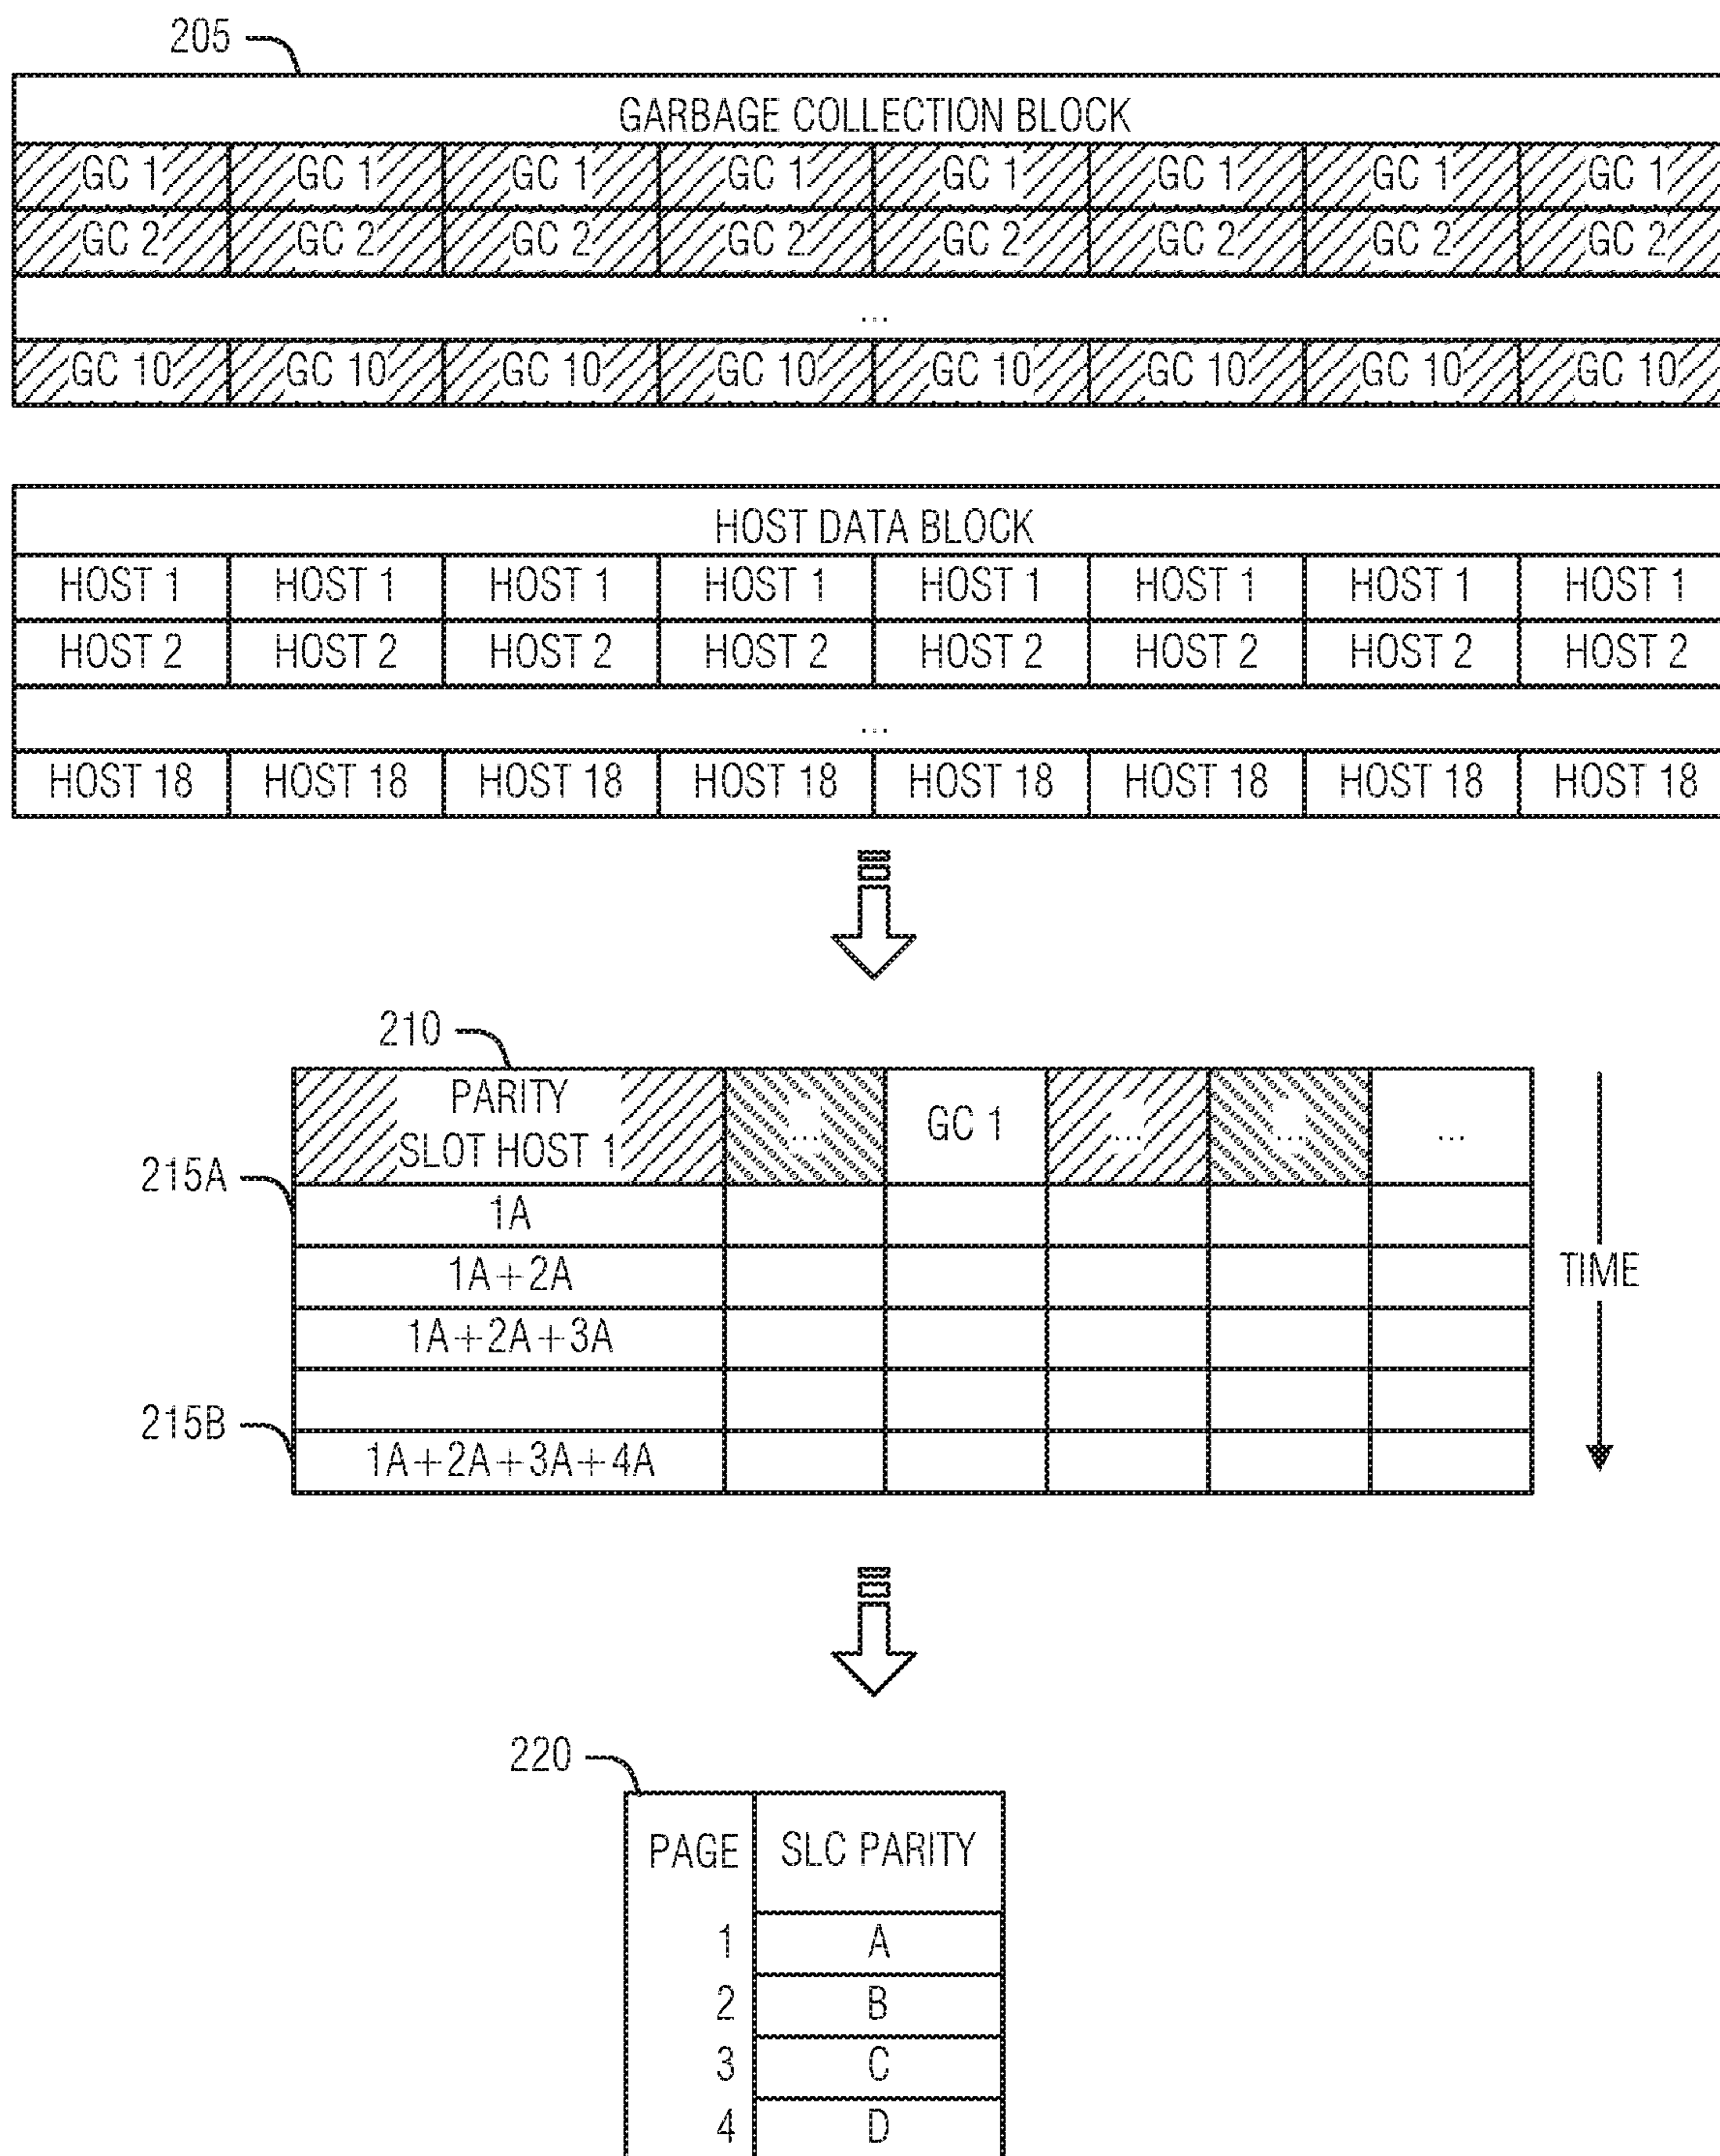 205
GARBAGE COLLECTION BLOCK
GC 1 GC 1 GC 1 GC 1 GC 1 GC 1 GC 1 GC 1
GC 2 GC 2 GC 2 GC 2 GC 2 GC 2 GC 2 GC 2
...
GC 10 GC 10 GC 10 GC 10 GC 10 GC 10 GC 10 GC 10
HOST DATA BLOCK
HOST 1 HOST 1 HOST 1 HOST 1 HOST 1 HOST 1 HOST 1 HOST 1
HOST 2 HOST 2 HOST 2 HOST 2 HOST 2 HOST 2 HOST 2 HOST 2
...
HOST 18 HOST 18 HOST 18 HOST 18 HOST 18 HOST 18 HOST 18 HOST 18
210
PARITY
SLOT HOST 1 ... GC 1 ... ... ...
215A
1A
1A+2A
TIME
1A+2A+3A
215B
1A+2A+3A+4A
220
PAGE SLC PARITY
1 A
2 B
3 C
4 D